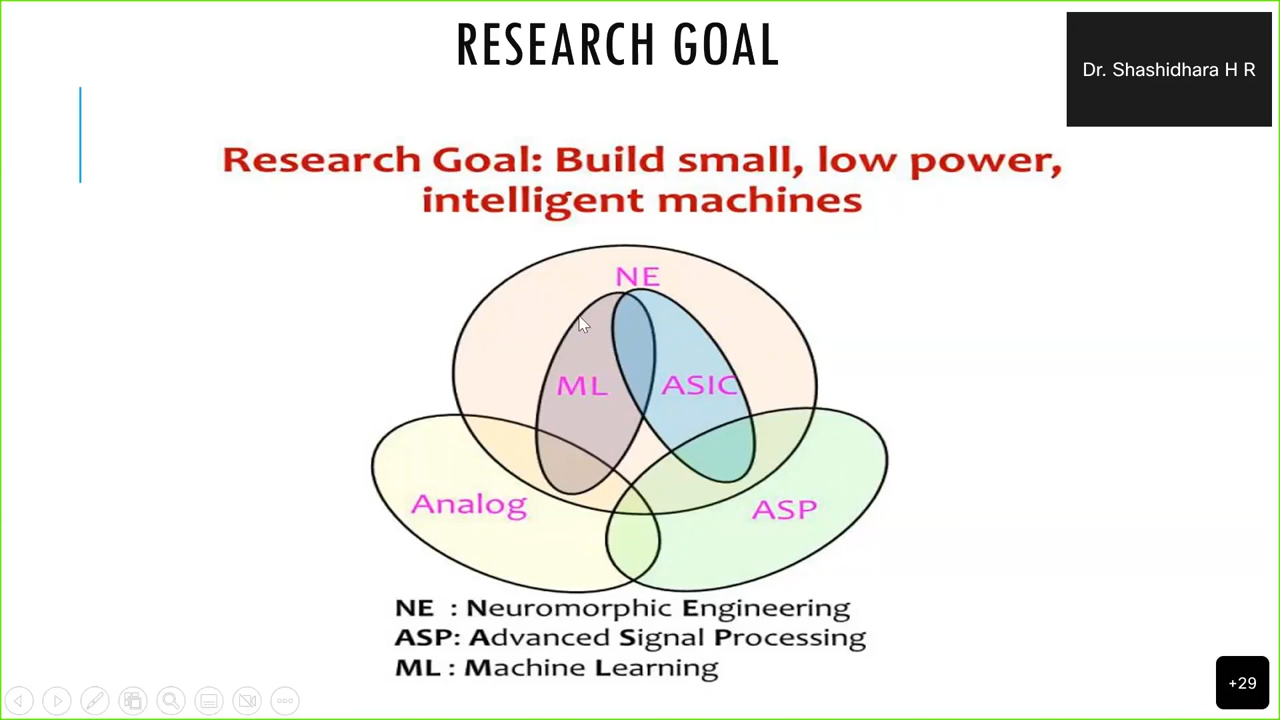 RESEARCH GOAL
Dr. Shashidhara H R
Research Goal: Build small, low power,
intelligent machines
NE
ML
ASIC
Analog
ASP
NE : Neuromorphic Engineering
ASP: Advanced Signal Processing
ML : Machine Learning
+29